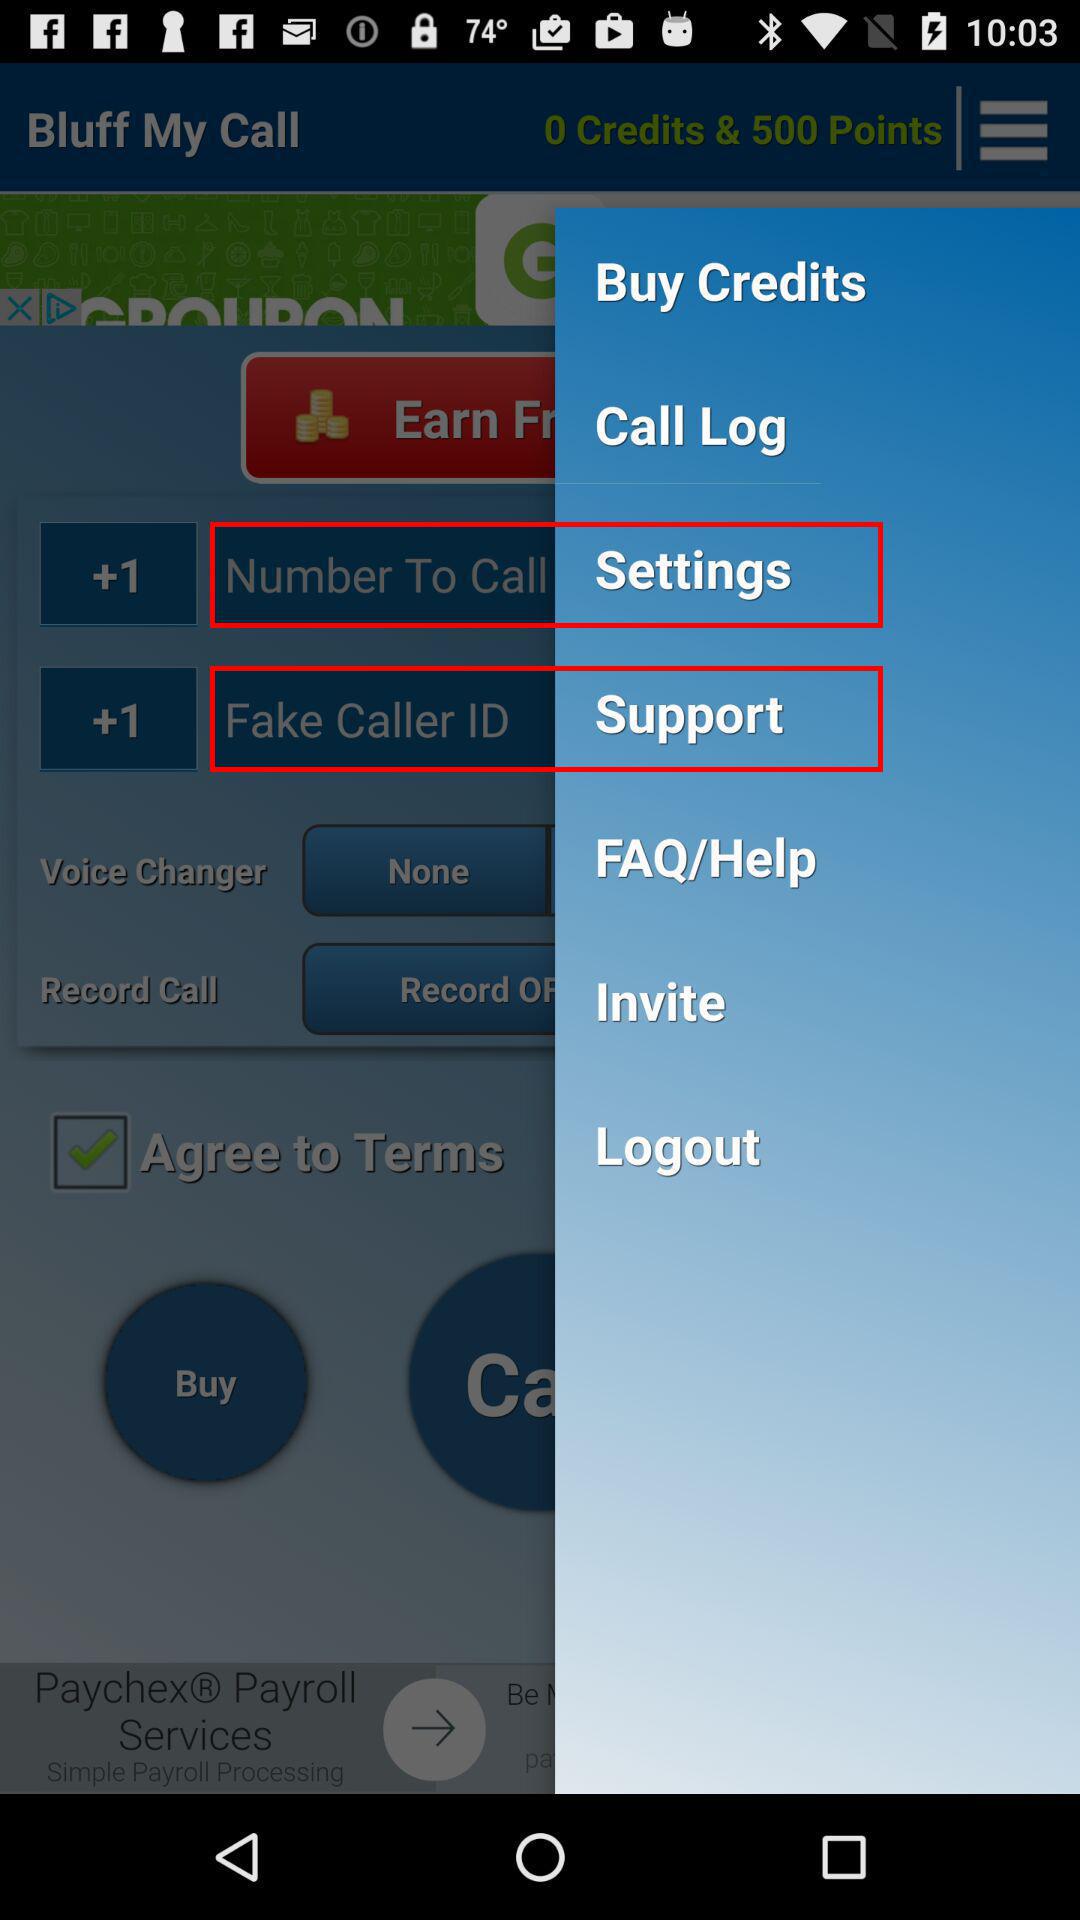 74° 10:03
Bluff My Call 0 Credits & 500 Points
GROUPON
G
Buy Credits
Earn Fr
Call Log
+1 Number To Call
Settings
+1 Fake Caller ID
Support
Voice Changer None
FAQ/Help
Record Call Record OF
Invite
Agree to Terms
Logout
Buy
Ca
Paychex® Payroll
Services
Simple Payroll Processing
Be